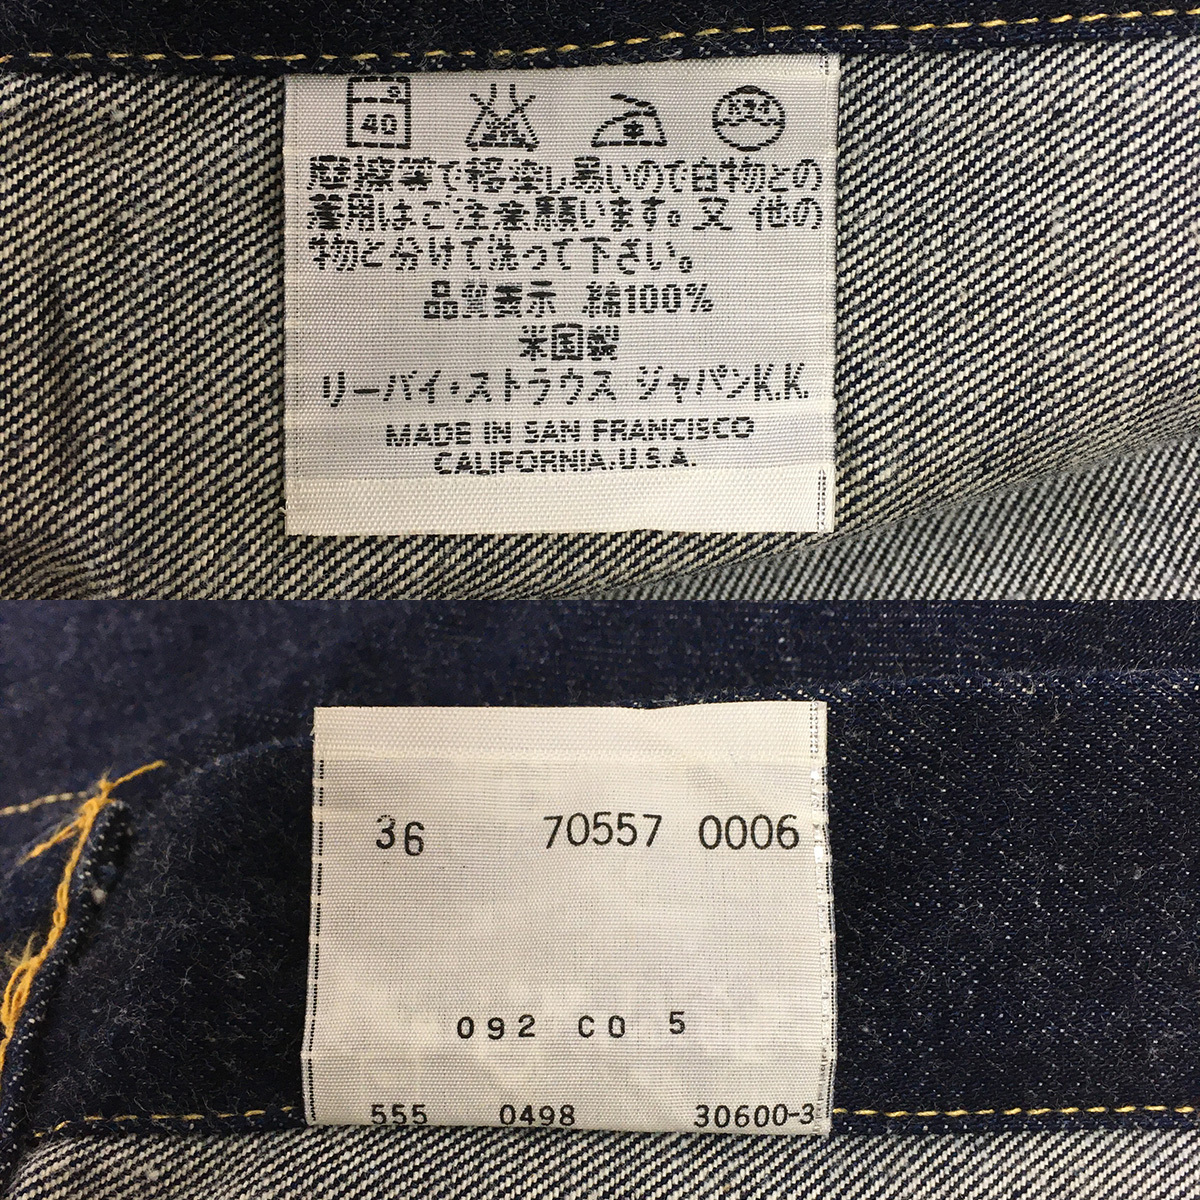 40
摩擦等で移染し易いので白物との
着用はご注意願います。又 他の
物と分けて洗って下さい。
品質表示 綿100%
米国製
リーバイ・ストラウス ジャパンK.K.
MADE IN SAN FRANCISCO
CALIFORNIA.U.S.A.
36 70557 0006
092 CO 5
555 0498 30600-3